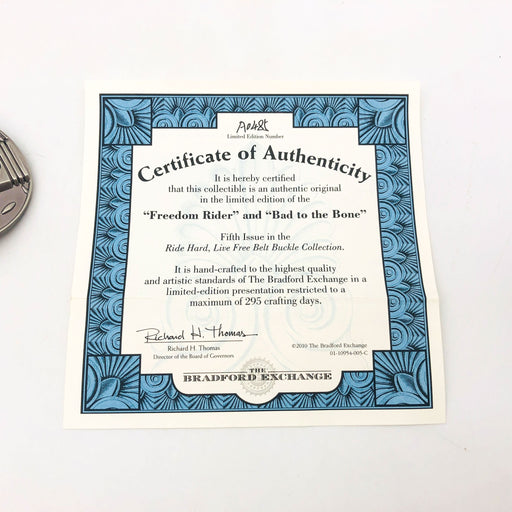 A0485
Limited Edition Number
Certificate of Authenticity
It is hereby certified
that this collectible is an authentic original
in the limited edition of the
“Freedom Rider” and “Bad to the Bone”
Fifth Issue in the
Ride Hard, Live Free Belt Buckle Collection.
It is hand-crafted to the highest quality
and artistic standards of The Bradford Exchange in a
limited-edition presentation restricted to a
maximum of 295 crafting days.
Richard H. Thomas
Richard H. Thomas
Director of the Board of Governors
©2010 The Bradford Exchange
01-10954-005-C
THE
BRADFORD EXCHANGE